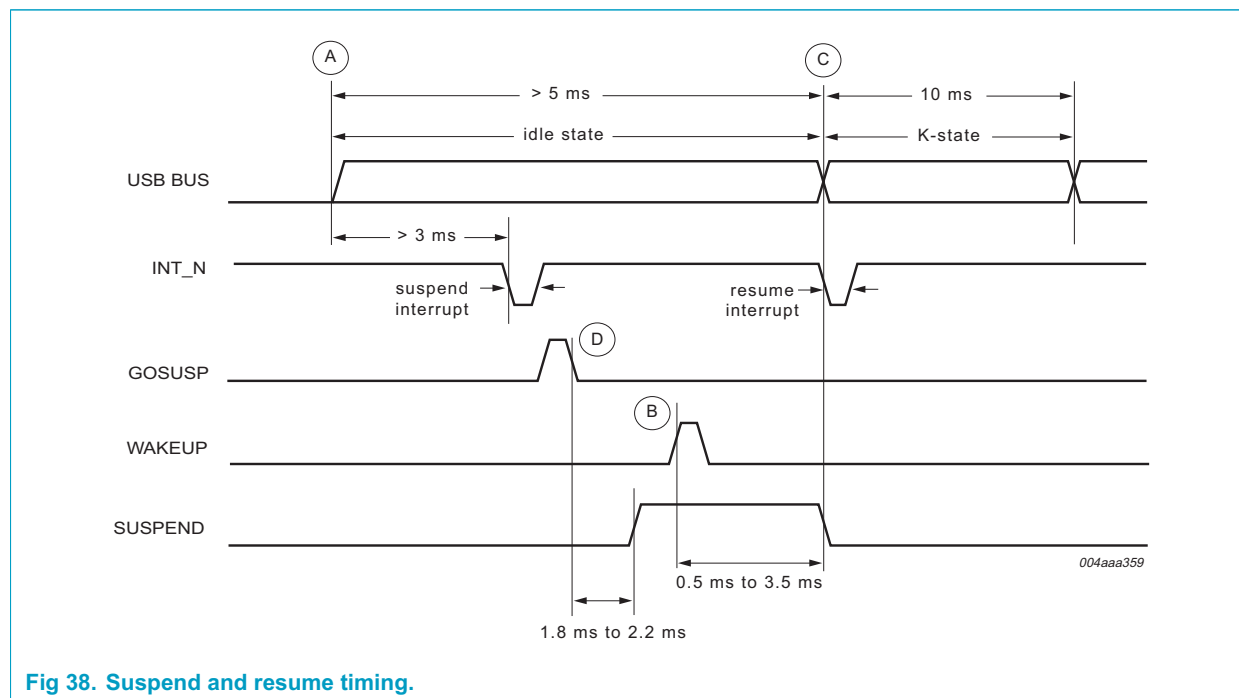 A
C
> 5 ms
10 ms
idle state
K-state
USB BUS
> 3 ms
INT_N
suspend
interrupt
resume
interrupt
D
GOSUSP
B
WAKEUP
SUSPEND
004aaa359
0.5 ms to 3.5 ms
1.8 ms to 2.2 ms
Fig 38. Suspend and resume timing.